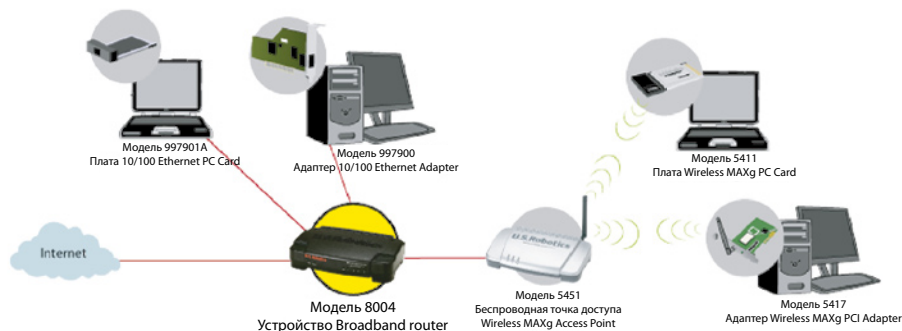 Модель 997901A
Плата 10/100 Ethernet PC Card
Модель 997900
Адаптер 10/100 Ethernet Adapter
Модель 5411
Плата Wireless MAXg PC Card
Internet
U.S.Robotics
Модель 8004
Устройство Broadband router
Модель 5451
Беспроводная точка доступа
Wireless MAXg Access Point
Модель 5417
Адаптер Wireless MAXg PCI Adapter